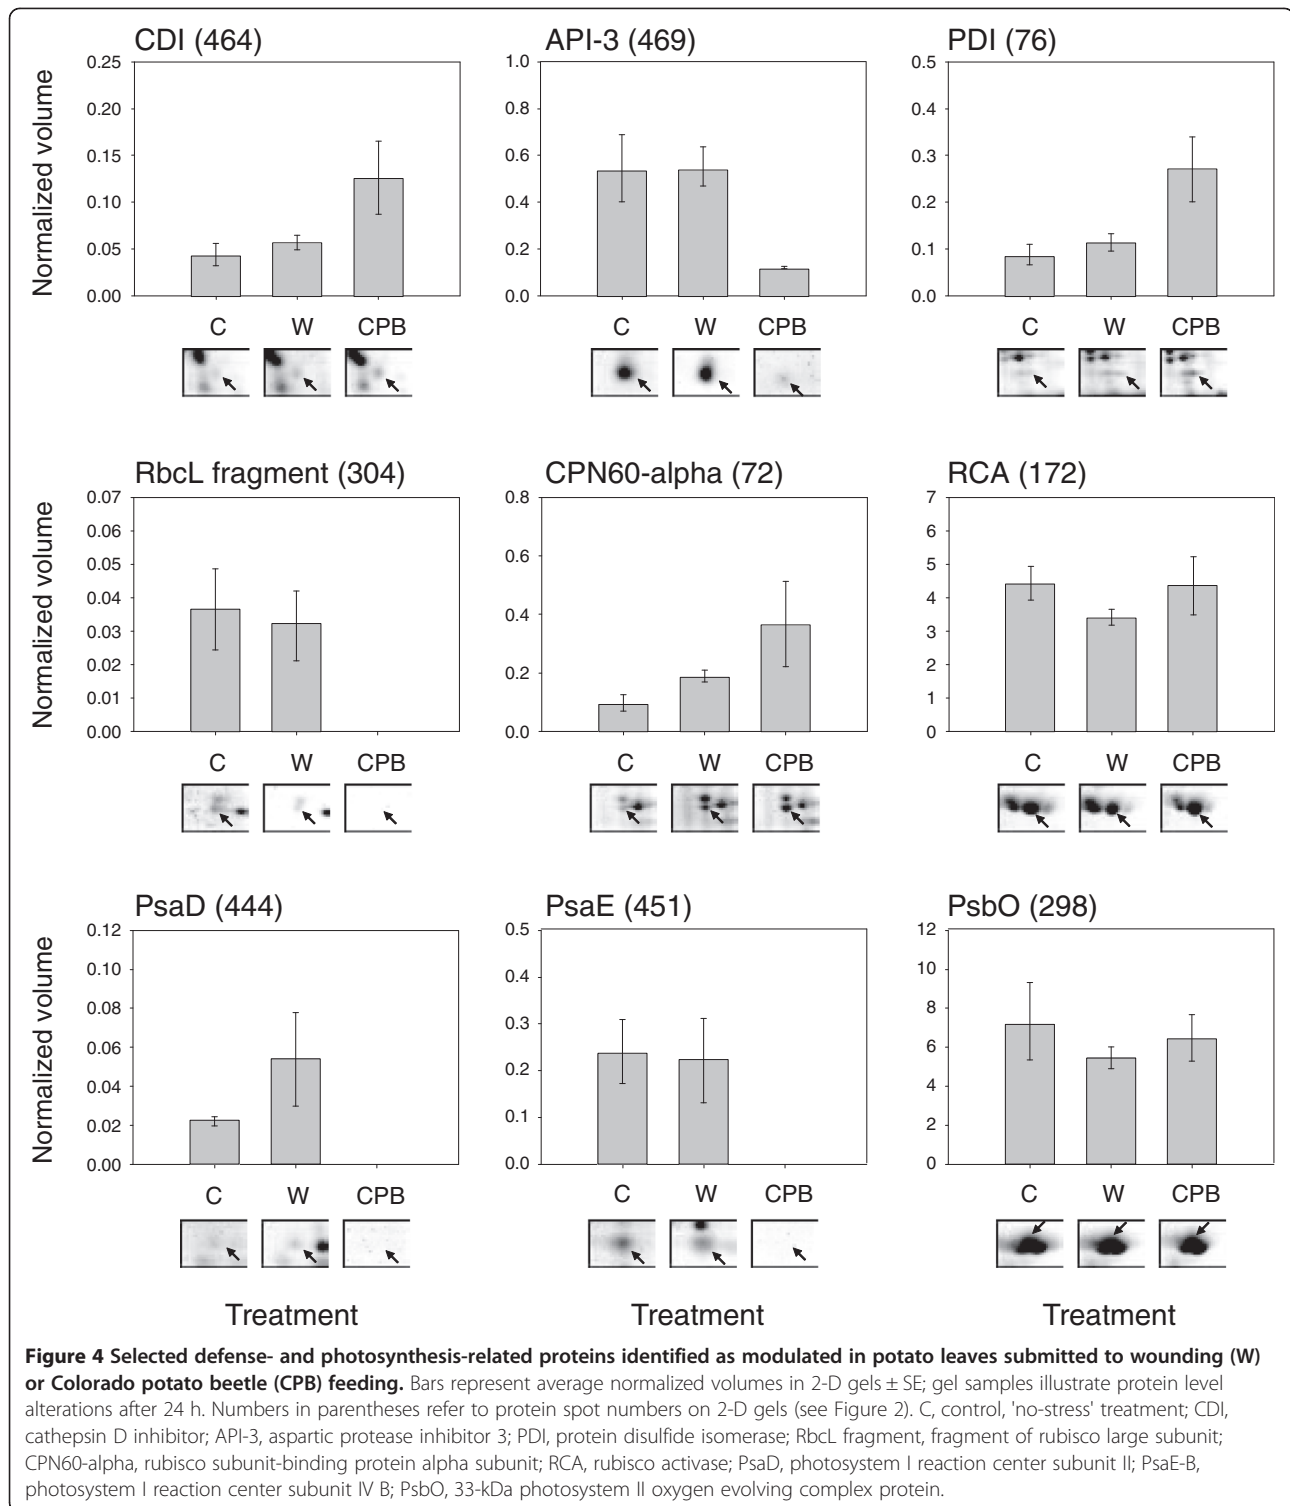 CDI (464) API-3 (469) PDI (76)
Normalized volume
0.25 1.0 0.5
0.20 0.8 0.4
0.15 0.6 0.3
0.10 0.4 0.2
0.05 0.2 0.1
0.00 0.0 0.0
C W CPB C W CPB C W CPB
RbcL fragment (304) CPN60-alpha (72) RCA (172)
Normalized volume
0.07 0.8 7
0.06 6
0.6
0.05 5
0.04 0.4 4
0.03 3
0.02 0.2 2
0.01 1
0.00 0.0 0
C W CPB C W CPB C W CPB
PsaD (444) PsaE (451) PsbO (298)
Normalized volume
0.12 0.5 12
0.10 0.4 10
0.08 8
0.3
0.06 6
0.2
0.04 4
0.02 0.1 2
0.00 0.0 0
C W CPB C W CPB C W CPB
Treatment Treatment Treatment
Figure 4 Selected defense- and photosynthesis-related proteins identified as modulated in potato leaves submitted to wounding (W)
or Colorado potato beetle (CPB) feeding. Bars represent average normalized volumes in 2-D gels ± SE; gel samples illustrate protein level
alterations after 24 h. Numbers in parentheses refer to protein spot numbers on 2-D gels (see Figure 2). C, control, 'no-stress' treatment; CDI,
cathepsin D inhibitor; API-3, aspartic protease inhibitor 3; PDI, protein disulfide isomerase; RbcL fragment, fragment of rubisco large subunit;
CPN60-alpha, rubisco subunit-binding protein alpha subunit; RCA, rubisco activase; PsaD, photosystem I reaction center subunit II; PsaE-B,
photosystem I reaction center subunit IV B; PsbO, 33-kDa photosystem II oxygen evolving complex protein.